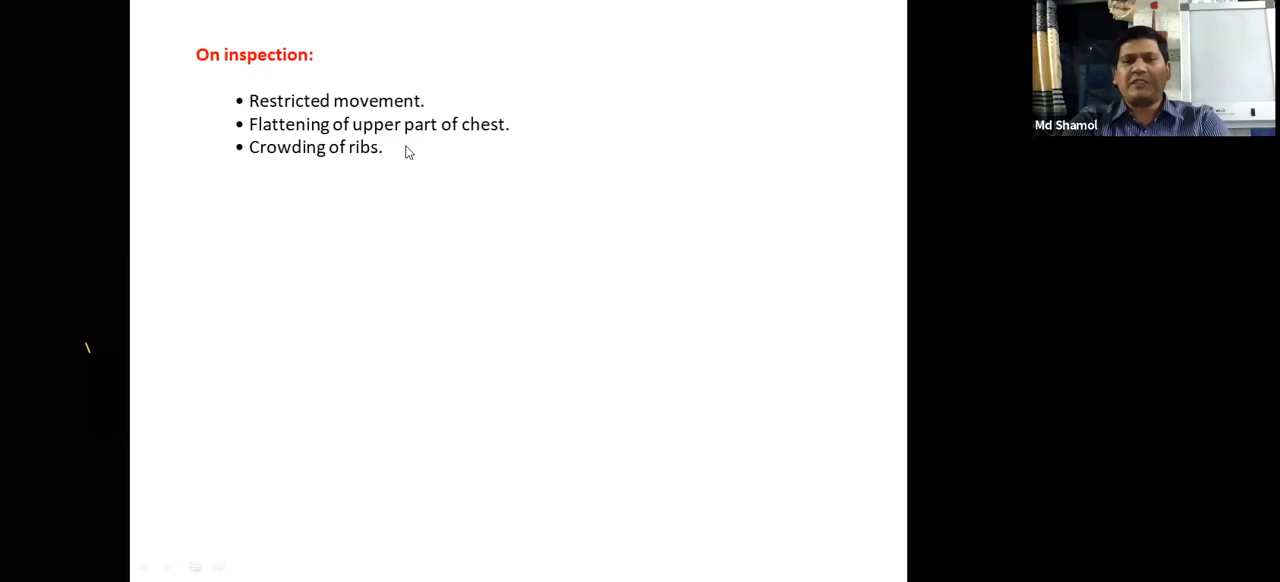 On inspection:
• Restricted movement.
• Flattening of upper part of chest.
• Crowding of ribs.
Md Shamol